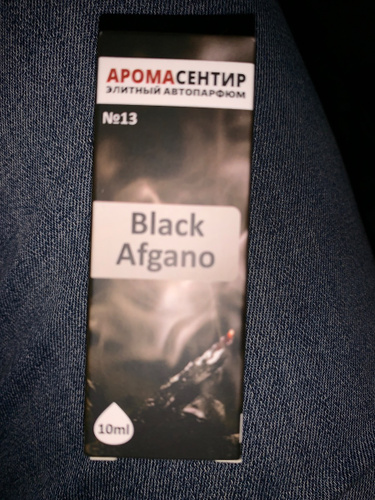 АРОМАСЕНТИР
ЭЛИТНЫЙ АВТОПАРФЮМ
№13
Black
Afgano
10ml